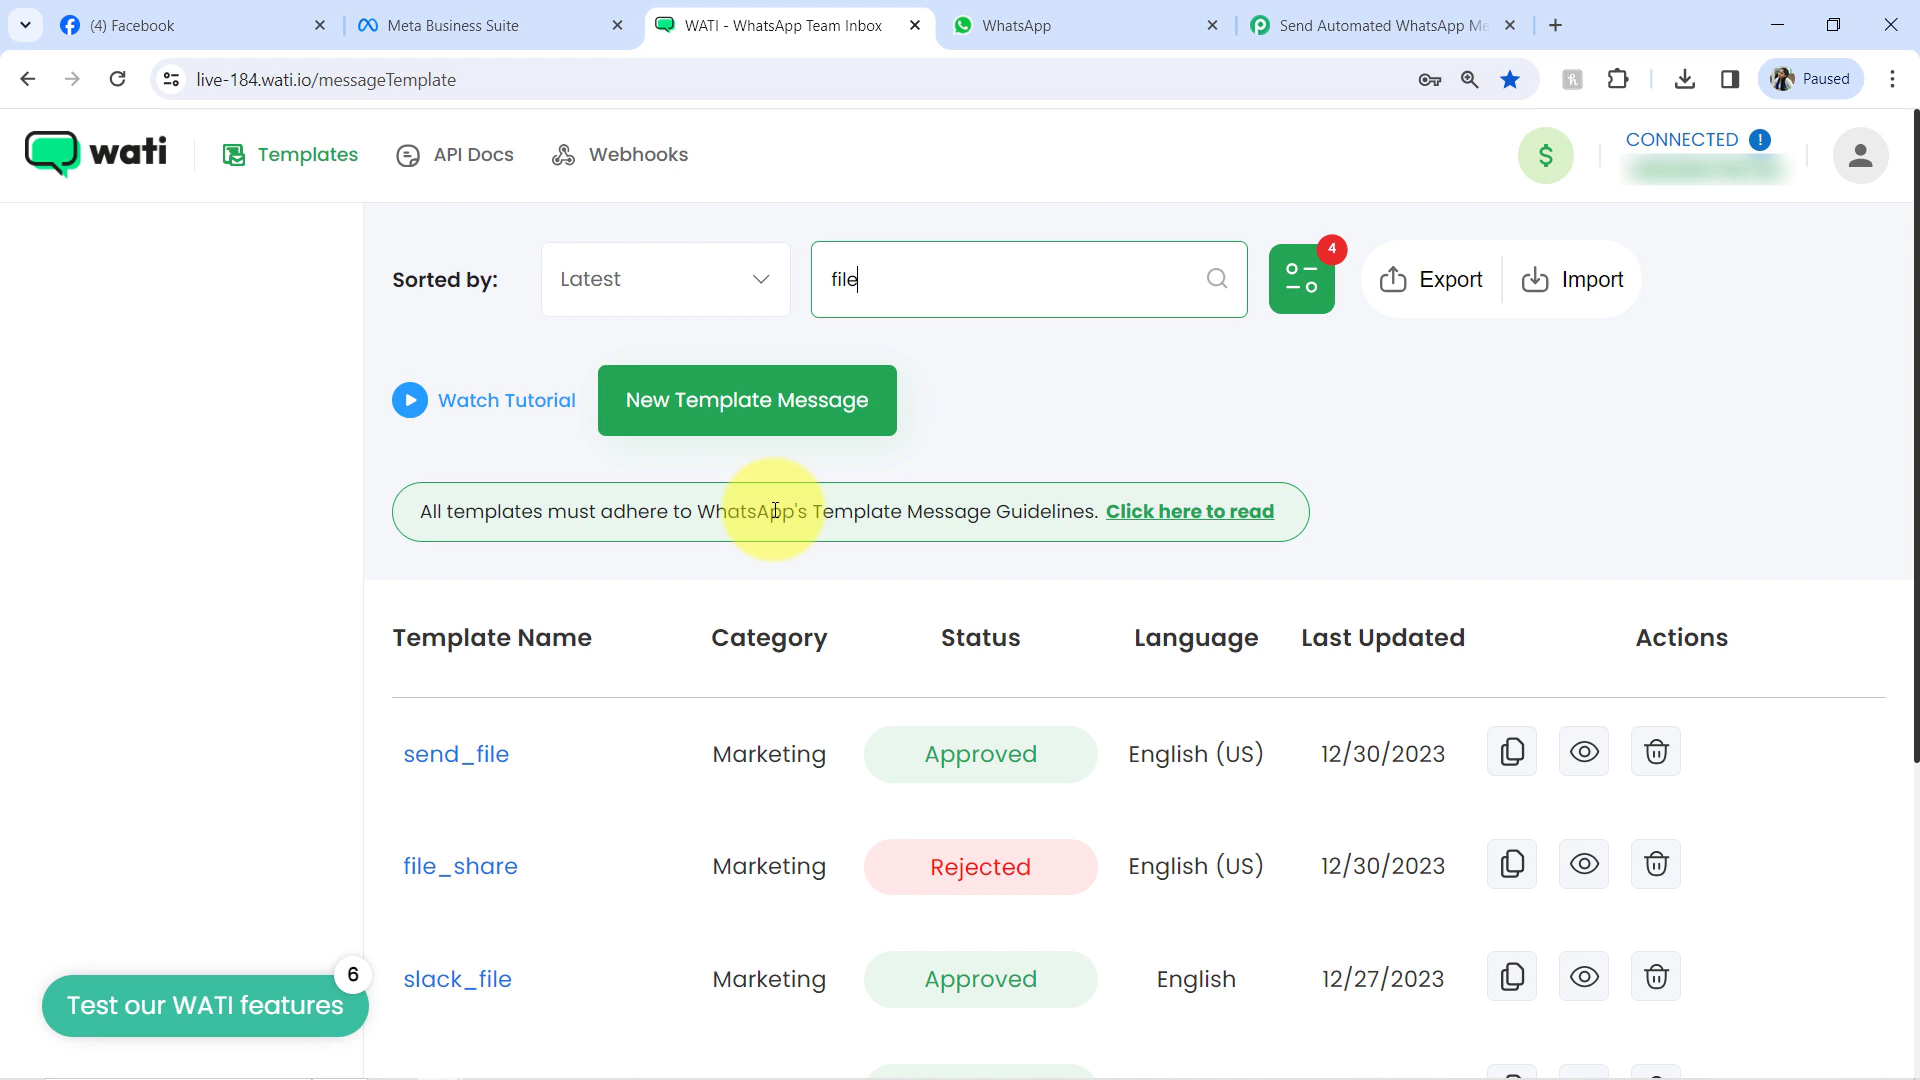 (4) Facebook
Meta Business Suite
WATI - WhatsApp Team Inbox
WhatsApp
Send Automated WhatsApp Me
live-184.wati.io/messageTemplate
Paused
wati
Templates
API Docs
Webhooks
$
CONNECTED !
Sorted by:
Latest
file
4
Export
Import
Watch Tutorial
New Template Message
All templates must adhere to WhatsApp's Template Message Guidelines. Click here to read
Template Name Category Status Language Last Updated Actions
send_file Marketing Approved English (US) 12/30/2023
file_share Marketing Rejected English (US) 12/30/2023
slack_file Marketing Approved English 12/27/2023
6
Test our WATI features